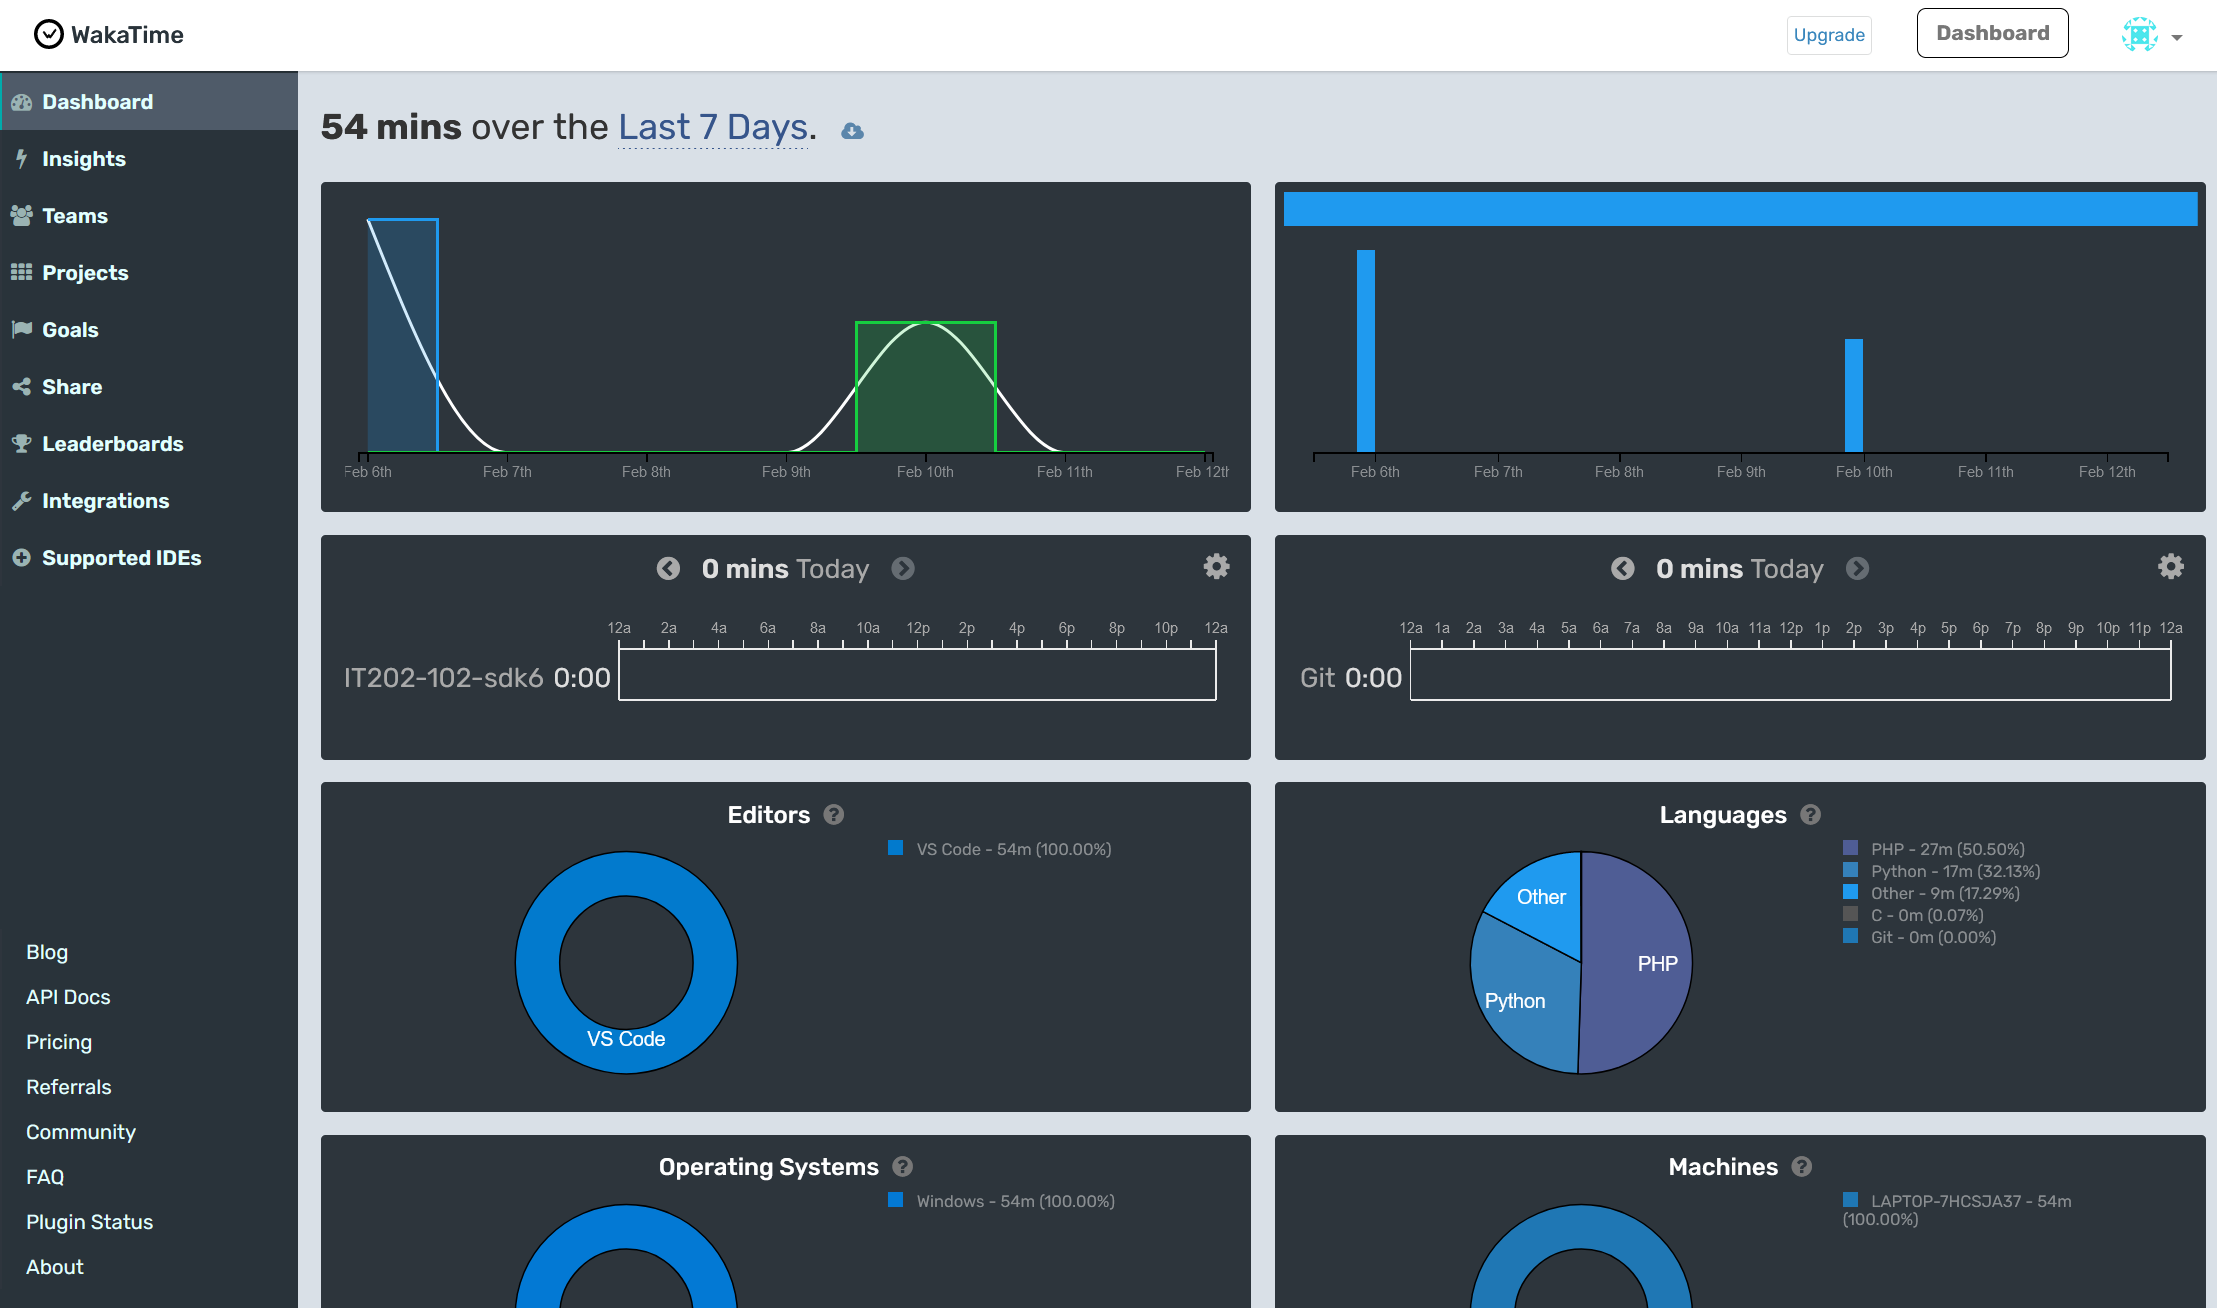 WakaTime
Upgrade
Dashboard
Dashboard
Insights
Teams
Projects
Goals
Share
Leaderboards
Integrations
Supported IDEs
Blog
API Docs
Pricing
Referrals
Community
FAQ
Plugin Status
About
54 mins over the Last 7 Days.
Feb 6th Feb 7th Feb 8th Feb 9th Feb 10th Feb 11th Feb 12th
Feb 6th Feb 7th Feb 8th Feb 9th Feb 10th Feb 11th Feb 12th
0 mins Today
12a 2a 4a 6a 8a 10a 12p 2p 4p 6p 8p 10p 12a
IT202-102-sdk6 0:00
0 mins Today
12a 1a 2a 3a 4a 5a 6a 7a 8a 9a 10a 11a 12p 1p 2p 3p 4p 5p 6p 7p 8p 9p 10p 11p 12a
Git 0:00
Editors
VS Code - 54m (100.00%)
VS Code
Languages
PHP - 27m (50.50%)
Python - 17m (32.13%)
Other - 9m (17.29%)
C - 0m (0.07%)
Git - 0m (0.00%)
Other
PHP
Python
Operating Systems
Windows - 54m (100.00%)
Machines
LAPTOP-7HCSJA37 - 54m
(100.00%)